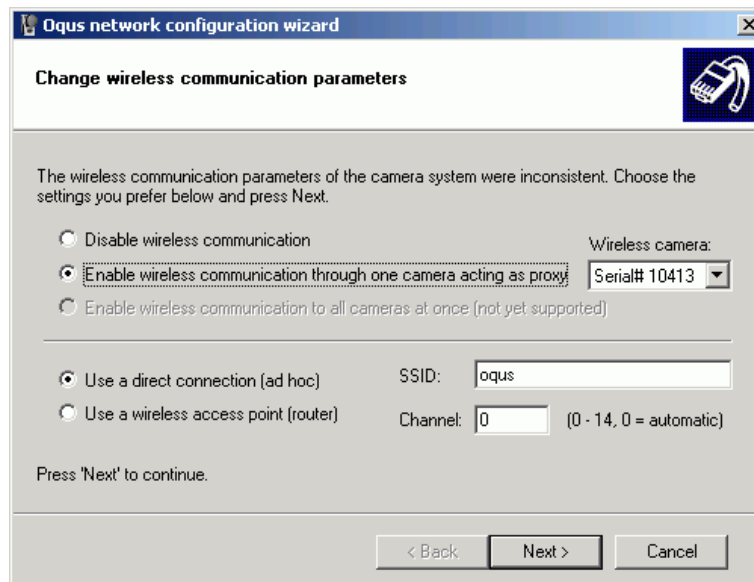 Oqus network configuration wizard
Change wireless communication parameters
The wireless communication parameters of the camera system were inconsistent. Choose the
settings you prefer below and press Next.
Disable wireless communication
Wireless camera:
Enable wireless communication through one camera acting as proxy
Serial# 10413
Enable wireless communication to all cameras at once (not yet supported)
Use a direct connection (ad hoc)
SSID: oqus
Use a wireless access point (router)
Channel: 0 (0 - 14, 0 = automatic)
Press 'Next' to continue.
< Back Next > Cancel